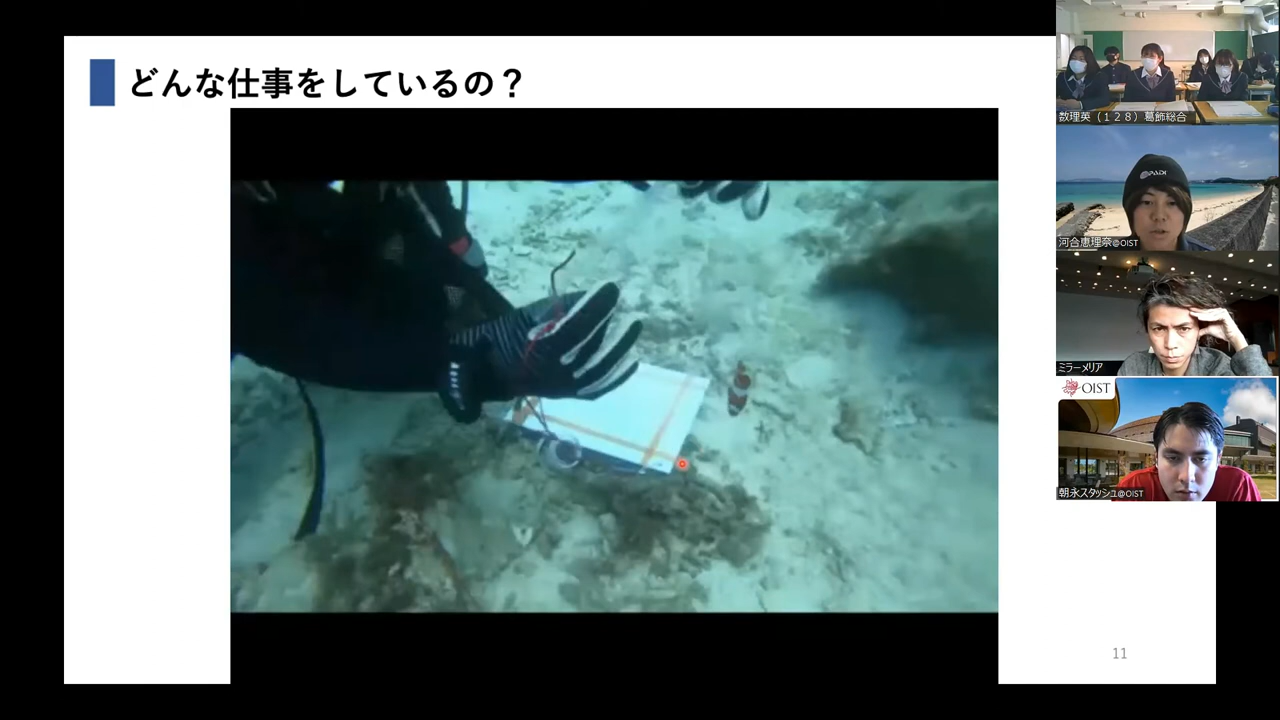 どんな仕事をしているの？
11
数理英（１２８）葛飾総合
PADI
河合恵理奈@OIST
ミラーメリア
OIST
朝永スタッシュ@OIST